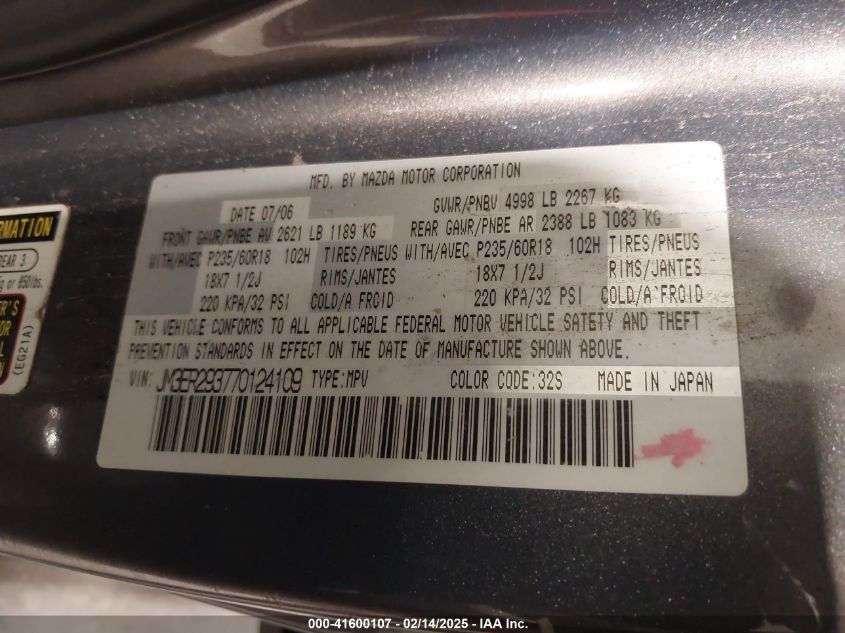 MFD. BY MAZDA MOTOR CORPORATION
DATE 07/06 GVWR/PNBV 4998 LB 2267 KG
FRONT GAWR/PNBE AV 2621 LB 1189 KG REAR GAWR/PNBE AR 2388 LB 1083 KG
WITH/AVEC P235/60R18 102H TIRES/PNEUS WITH/AVEC P235/60R18 102H TIRES/PNEUS
18X7 1/2J RIMS/JANTES 18X7 1/2J RIMS/JANTES
220 KPA/32 PSI COLD/A FROID 220 KPA/32 PSI COLD/A FROID
THIS VEHICLE CONFORMS TO ALL APPLICABLE FEDERAL MOTOR VEHICLE SAFETY AND THEFT
PREVENTION STANDARDS IN EFFECT ON THE DATE OF MANUFACTURE SHOWN ABOVE.
VIN: JM3ER293770124109 TYPE:MPV COLOR CODE:32S MADE IN JAPAN
RMATION
REAR 3
or 850lbs.
(EG21A)
000-41600107 - 02/14/2025 - IAA Inc.